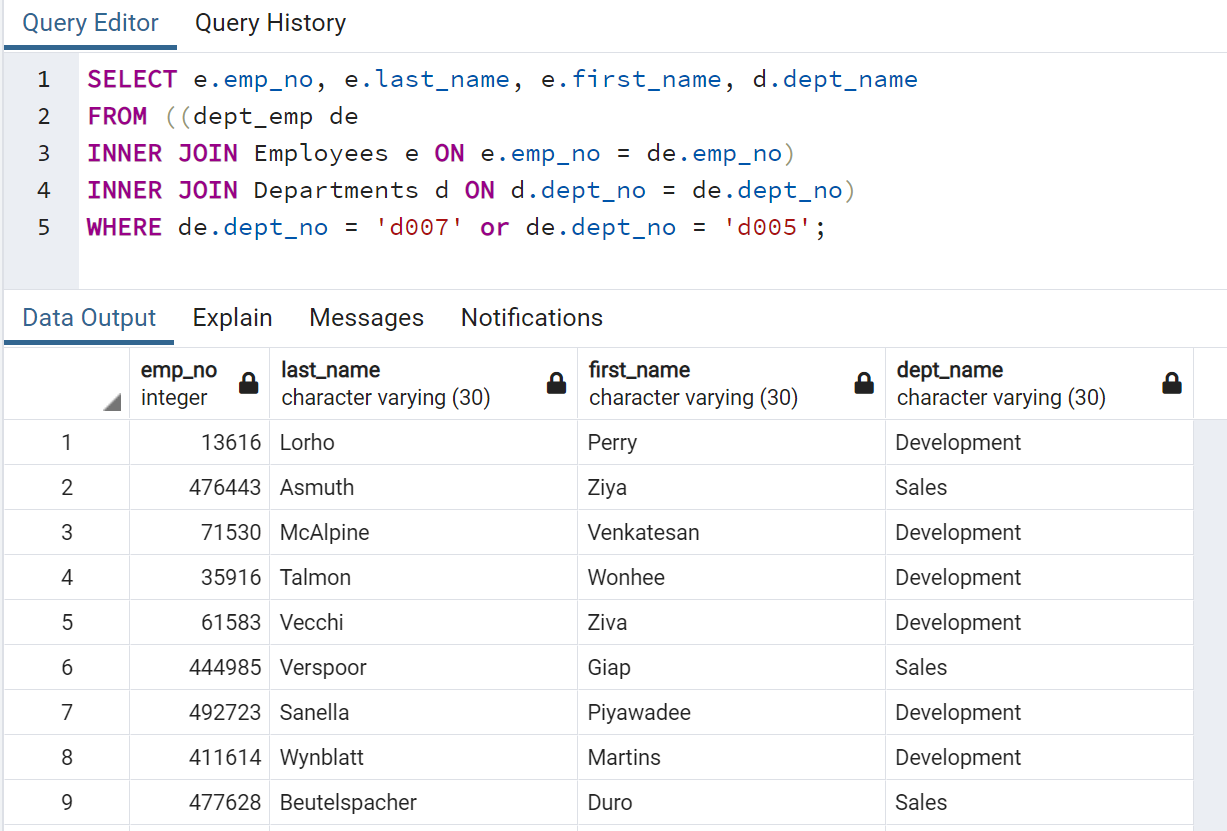 Query Editor Query History
1 SELECT e.emp_no, e.last_name, e.first_name, d.dept_name
2 FROM ((dept_emp de
3 INNER JOIN Employees e ON e.emp_no = de.emp_no)
4 INNER JOIN Departments d ON d.dept_no = de.dept_no)
5 WHERE de.dept_no = 'd007' or de.dept_no = 'd005';
Data Output Explain Messages Notifications
emp_no last_name first_name dept_name
integer character varying (30) character varying (30) character varying (30)
1 13616 Lorho Perry Development
2 476443 Asmuth Ziya Sales
3 71530 McAlpine Venkatesan Development
4 35916 Talmon Wonhee Development
5 61583 Vecchi Ziva Development
6 444985 Verspoor Giap Sales
7 492723 Sanella Piyawadee Development
8 411614 Wynblatt Martins Development
9 477628 Beutelspacher Duro Sales